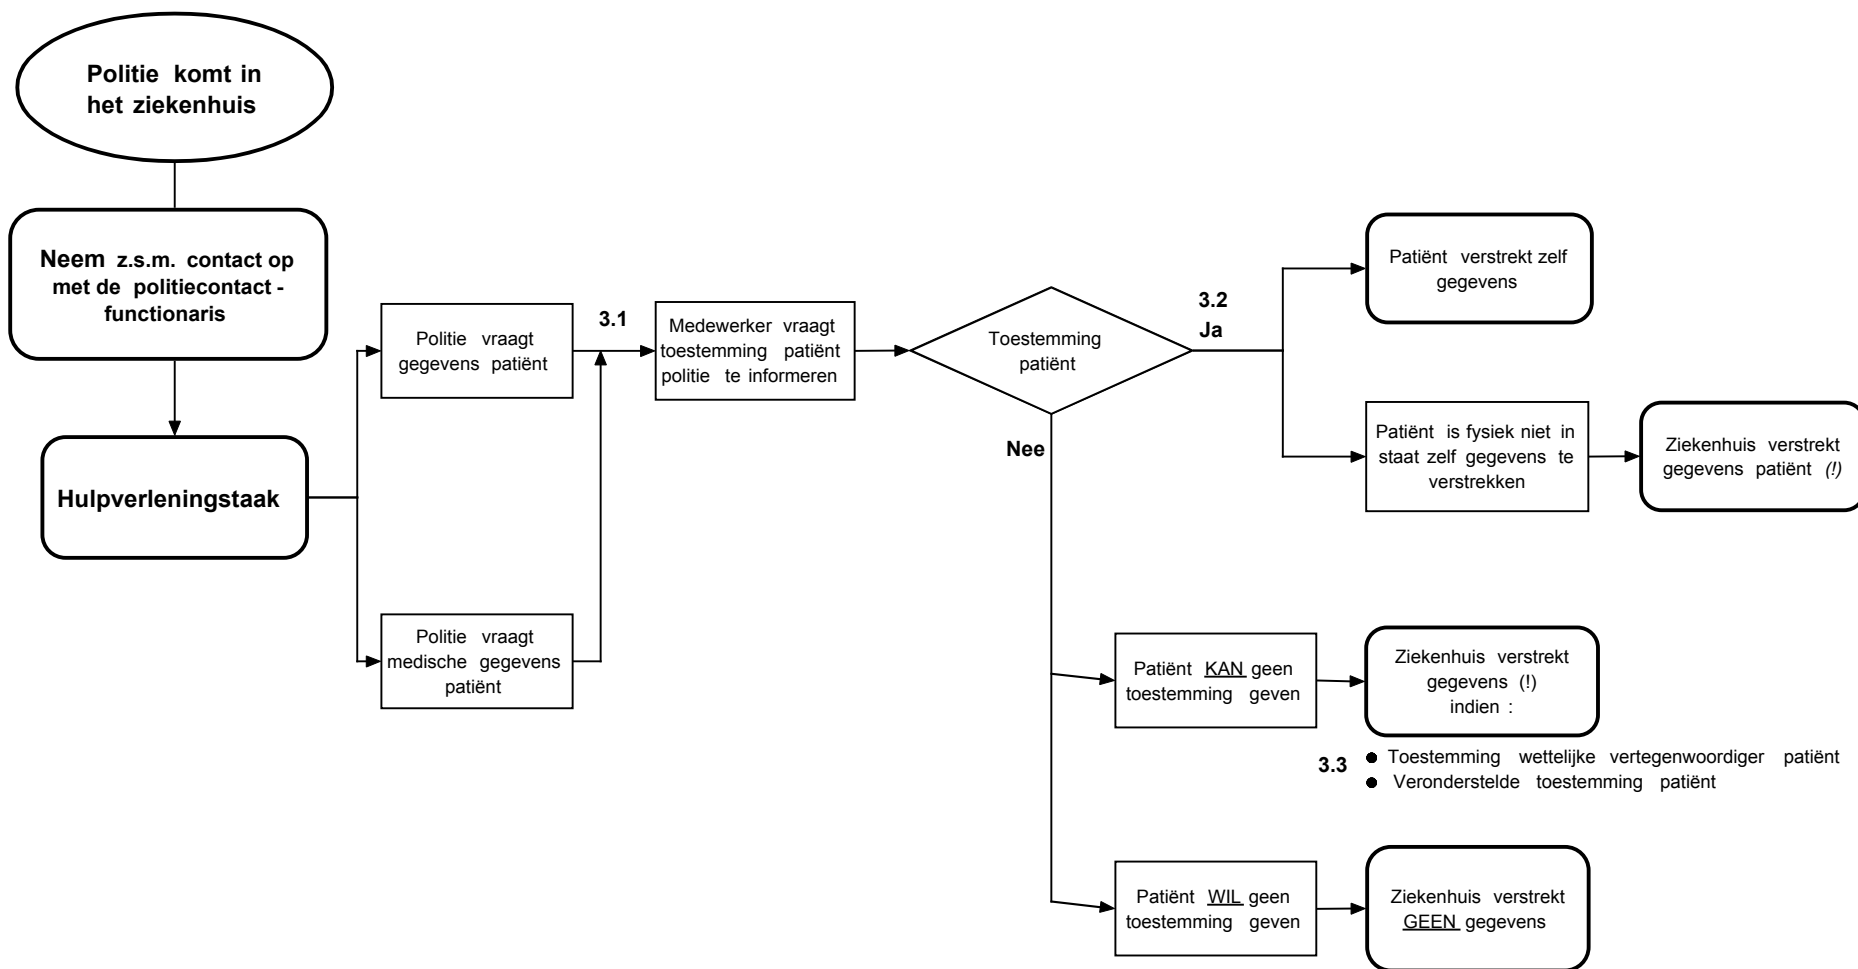 Politie komt in
het ziekenhuis
Neem z.s.m. contact op
met de politiecontact -
functionaris
Hulpverleningstaak
Politie vraagt
gegevens patiënt
Politie vraagt
medische gegevens
patiënt
3.1
Medewerker vraagt
toestemming patiënt
politie te informeren
Toestemming
patiënt
3.2
Ja
Nee
Patiënt verstrekt zelf
gegevens
Patiënt is fysiek niet in
staat zelf gegevens te
verstrekken
Ziekenhuis verstrekt
gegevens patiënt (!)
Patiënt KAN geen
toestemming geven
Ziekenhuis verstrekt
gegevens (!)
indien :
3.3
● Toestemming wettelijke vertegenwoordiger patiënt
● Veronderstelde toestemming patiënt
Patiënt WIL geen
toestemming geven
Ziekenhuis verstrekt
GEEN gegevens